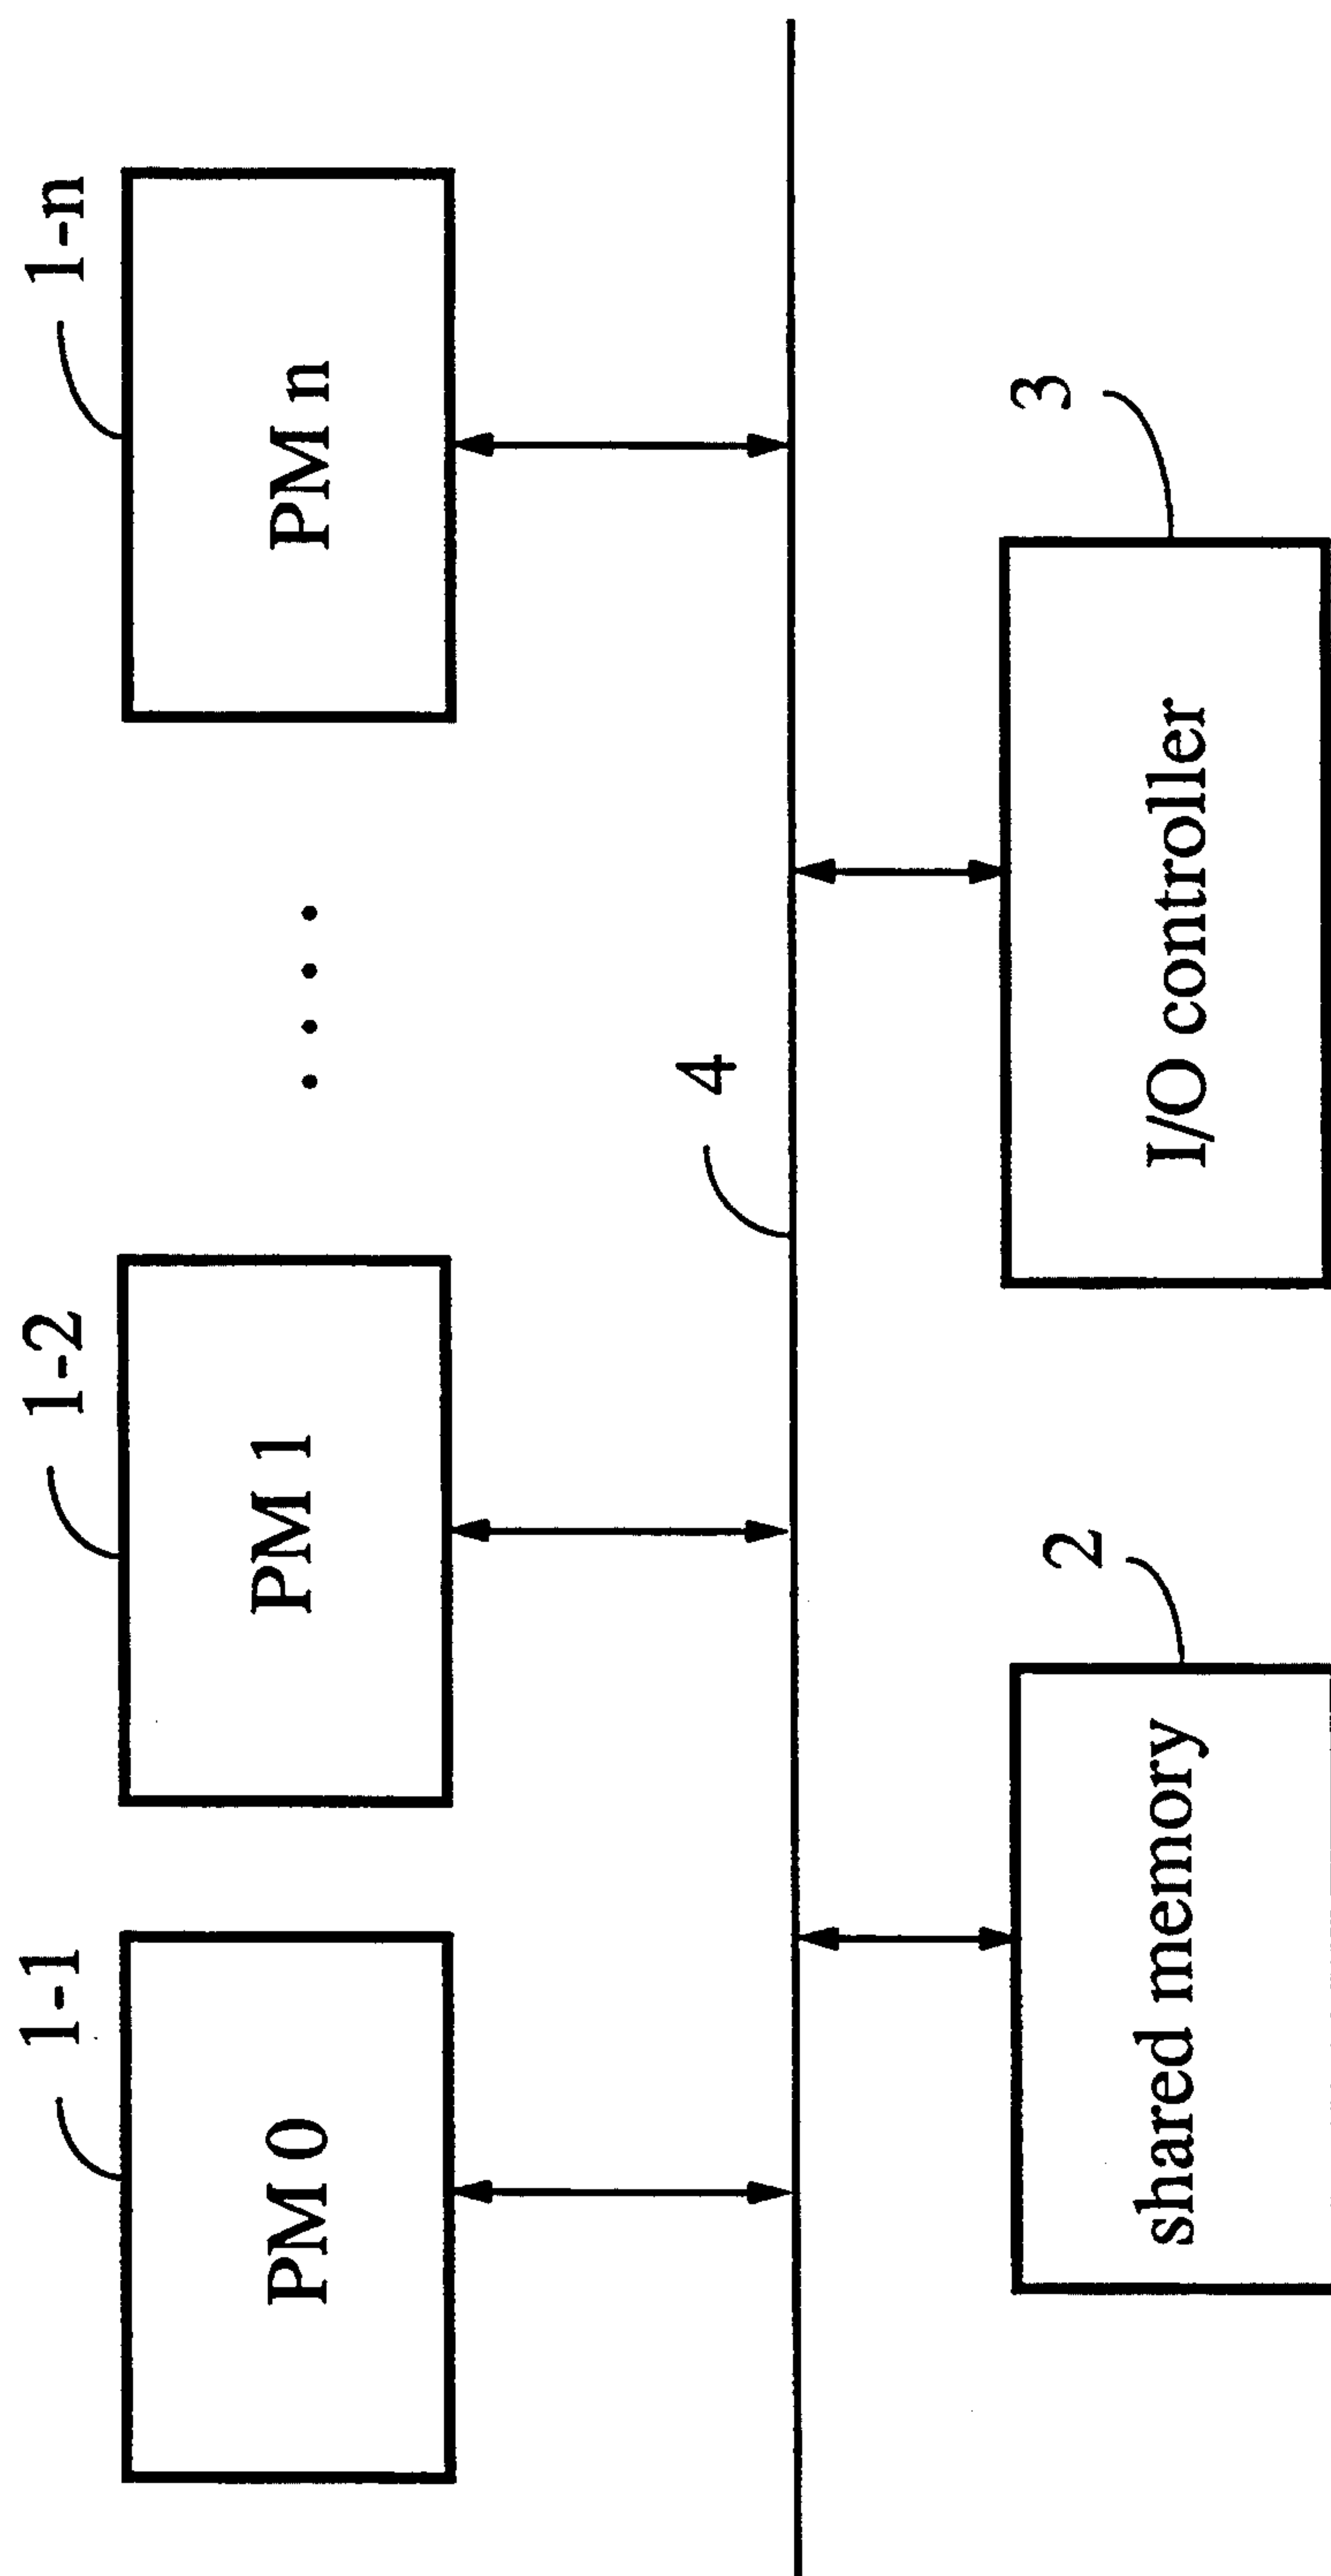 1-1
1-2
1-n
PM 0
PM 1
. . . .
PM n
4
2
3
shared memory
I/O controller